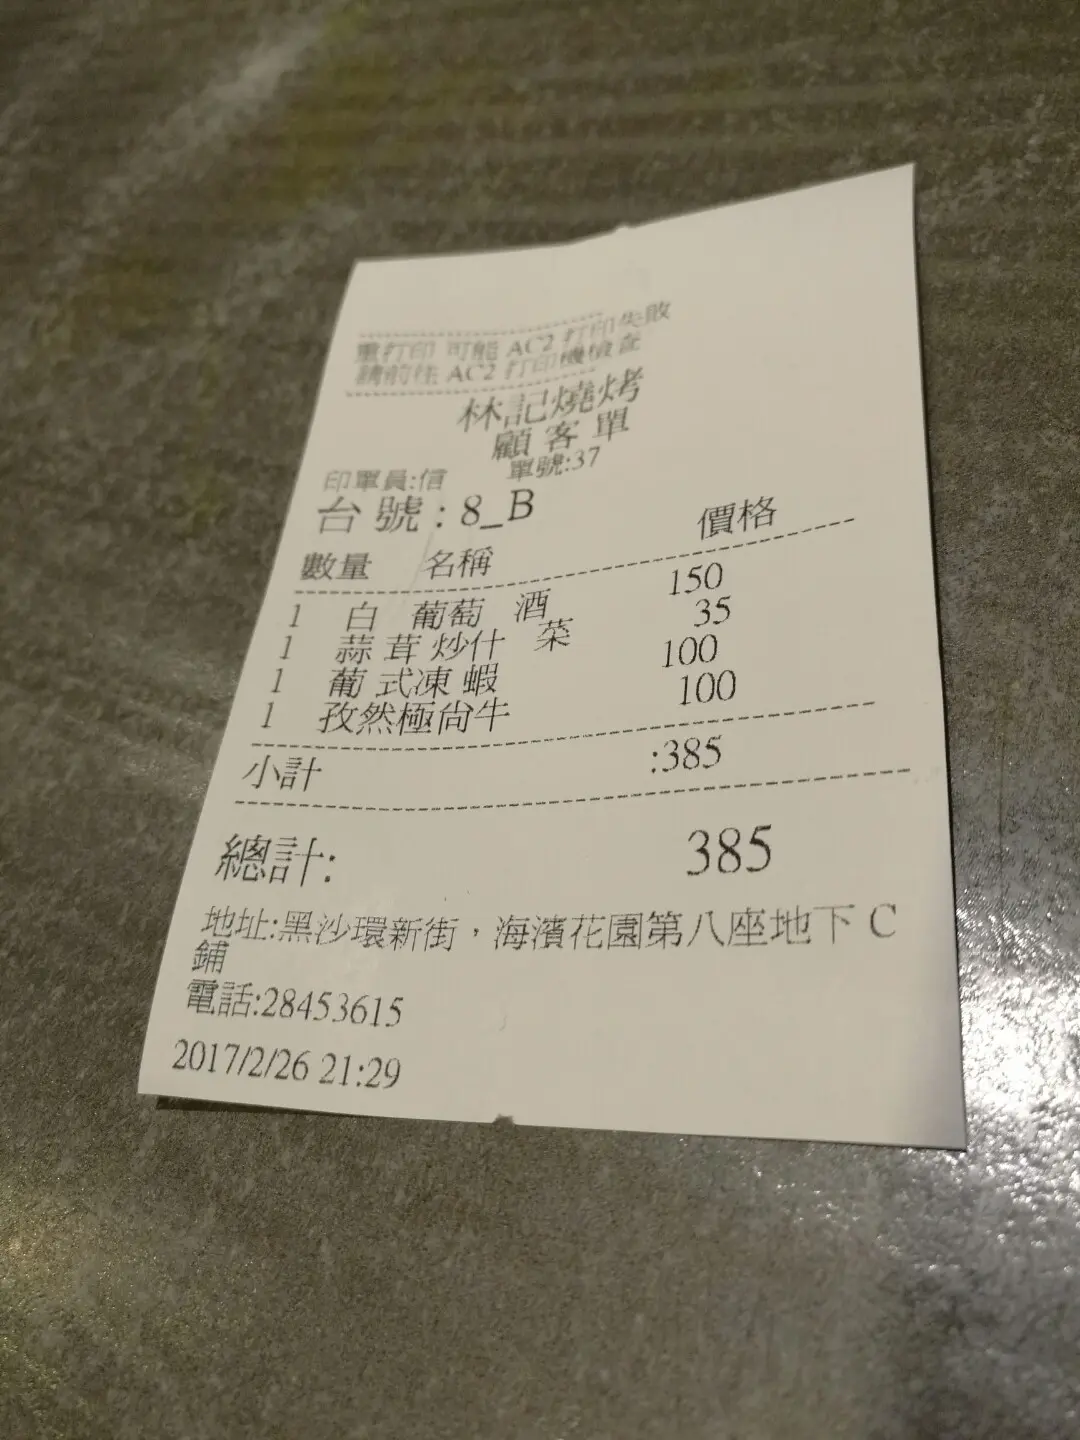 重打印 可能 AC2 打印失敗
請前往 AC2 打印機檢查
林記燒烤
顧客單
單號:37
印單員:信
台號:8_B
數量 名稱 價格
1 白 葡萄 酒 150
1 蒜茸炒什 菜 35
1 葡式凍蝦 100
1 孜然極尙牛 100
小計 :385
總計: 385
地址:黑沙環新街，海濱花園第八座地下 C
鋪
電話:28453615
2017/2/26 21:29